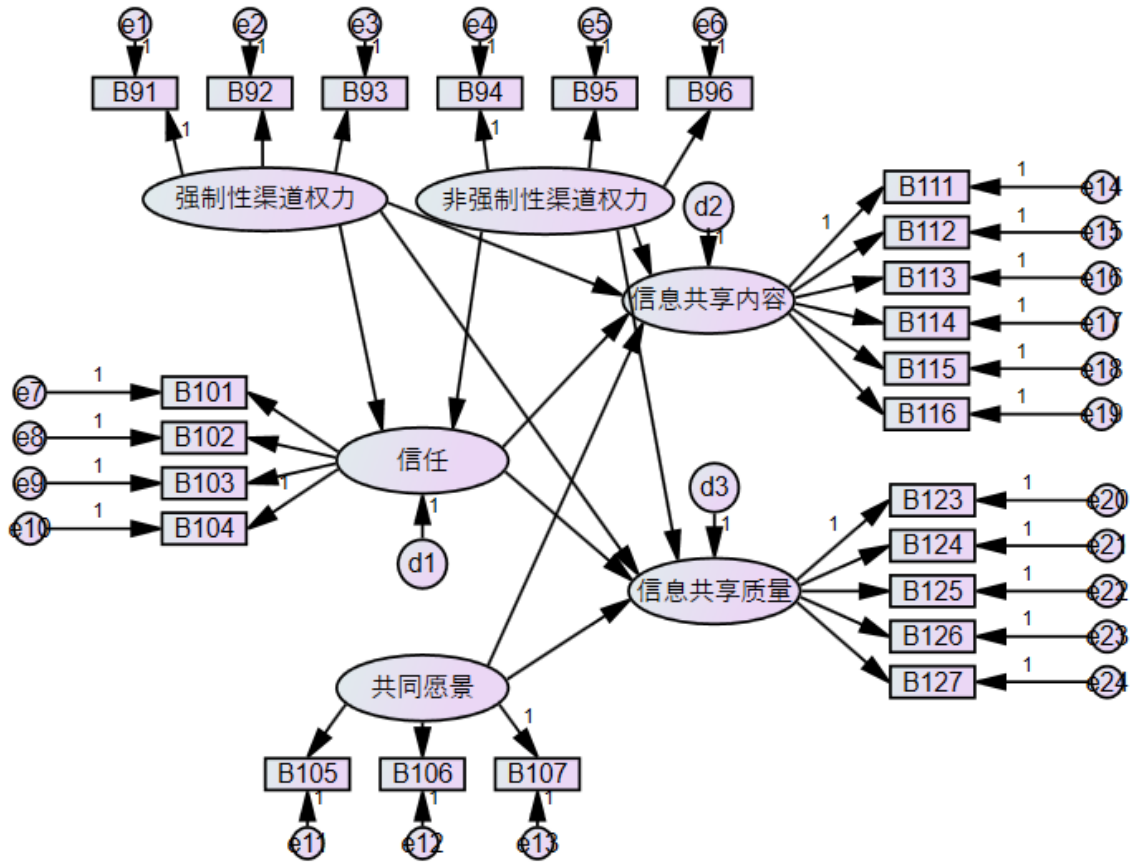 e1 e2 e3 e4 e5 e6
1 1 1 1 1 1
B91 B92 B93 B94 B95 B96
1 1
强制性渠道权力 非强制性渠道权力
d2
1
信息共享内容
1
B111 1 e14
B112 1 e15
B113 1 e16
B114 1 e17
B115 1 e18
B116 1 e19
e7 1 B101
e8 1 B102
e9 1 B103
1
e10 1 B104
信任
1
d1
d3
1
信息共享质量
1
B123 1 e20
B124 1 e21
B125 1 e22
B126 1 e23
B127 1 e24
共同愿景
1
B105 B106 B107
1 1 1
e11 e12 e13